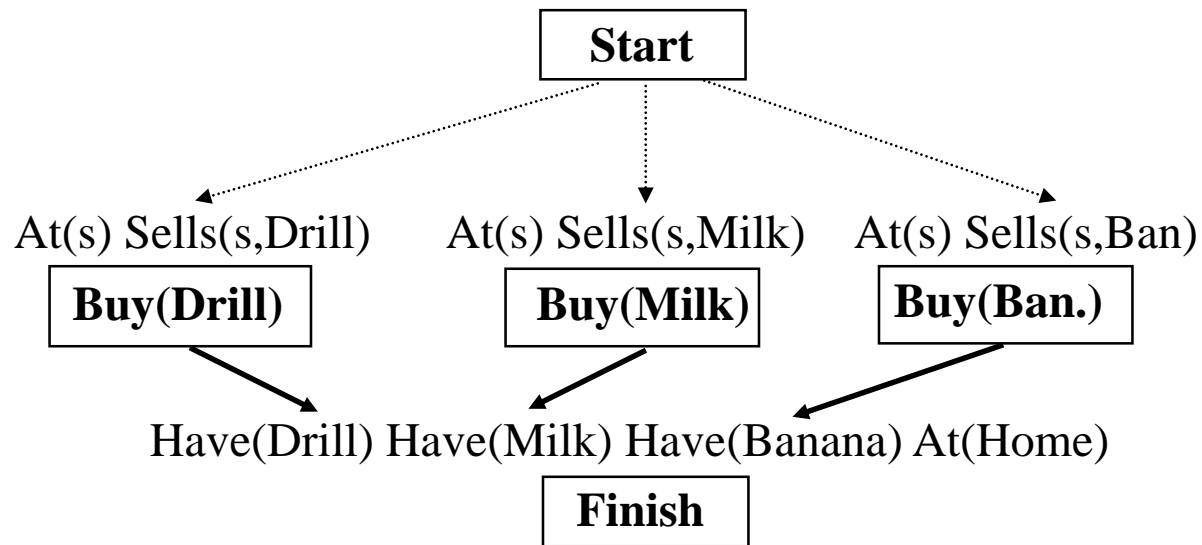 Start
At(s) Sells(s,Drill) At(s) Sells(s,Milk) At(s) Sells(s,Ban)
Buy(Drill) Buy(Milk) Buy(Ban.)
Have(Drill) Have(Milk) Have(Banana) At(Home)
Finish